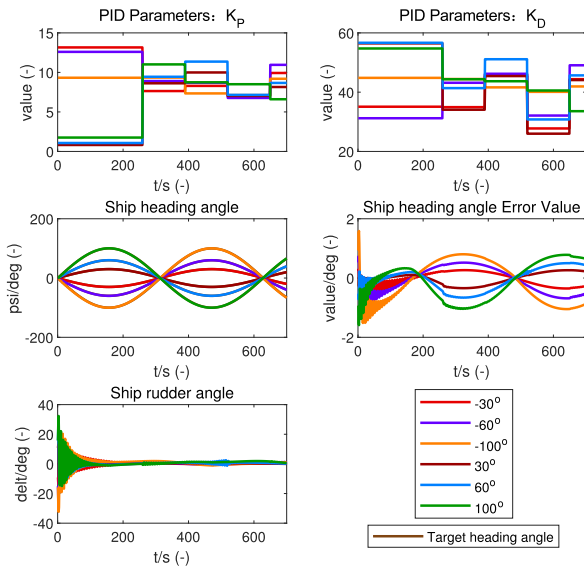 PID Parameters: K_P
15
10
5
0
value (-)
0 200 400 600
t/s (-)
PID Parameters: K_D
60
40
20
value (-)
0 200 400 600
t/s (-)
Ship heading angle
200
0
-200
psi/deg (-)
0 200 400 600
t/s (-)
Ship heading angle Error Value
2
0
-2
value/deg (-)
0 200 400 600
t/s (-)
Ship rudder angle
40
20
0
-20
-40
delt/deg (-)
0 200 400 600
t/s (-)
-30°
-60°
-100°
30°
60°
100°
Target heading angle